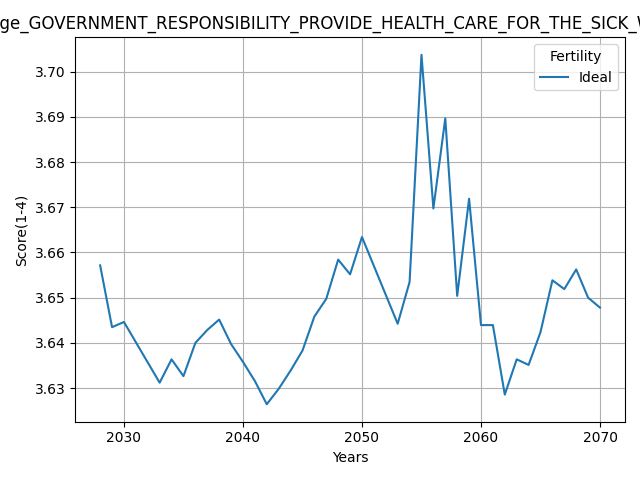 ge_GOVERNMENT_RESPONSIBILITY_PROVIDE_HEALTH_CARE_FOR_THE_SICK_
Fertility
Ideal
3.70
3.69
3.68
3.67
3.66
3.65
3.64
3.63
Score(1-4)
2030 2040 2050 2060 2070
Years